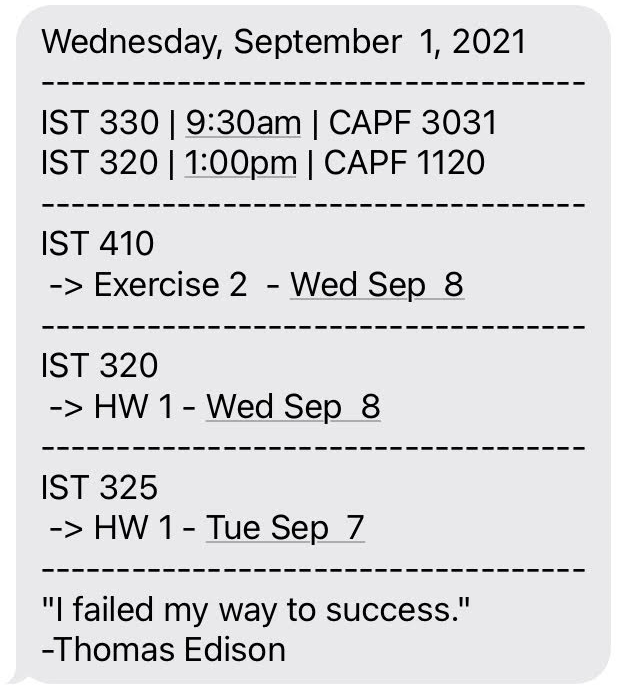 Wednesday, September  1, 2021
------------------------------------
IST 330 | 9:30am | CAPF 3031
IST 320 | 1:00pm | CAPF 1120
------------------------------------
IST 410
 -> Exercise 2  - Wed Sep  8
------------------------------------
IST 320
 -> HW 1 - Wed Sep  8
------------------------------------
IST 325
 -> HW 1 - Tue Sep  7
------------------------------------
"I failed my way to success."
-Thomas Edison